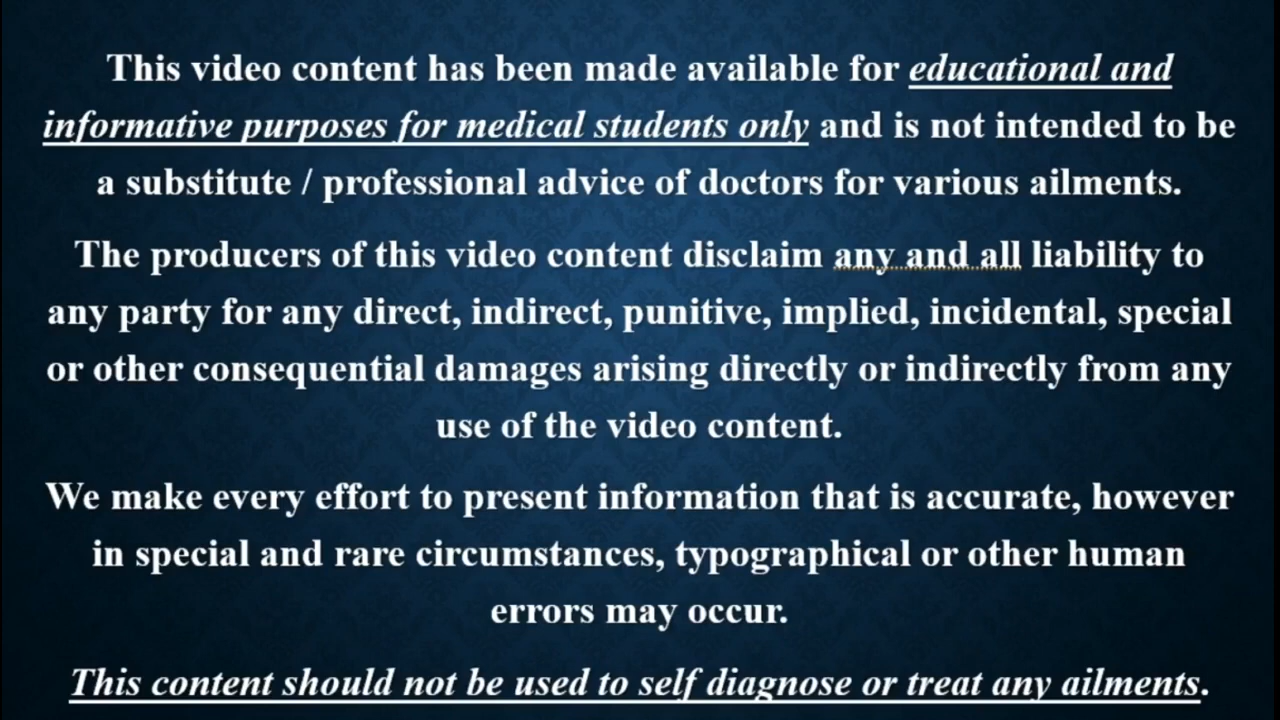 This video content has been made available for educational and
informative purposes for medical students only and is not intended to be
a substitute / professional advice of doctors for various ailments.
The producers of this video content disclaim any and all liability to
any party for any direct, indirect, punitive, implied, incidental, special
or other consequential damages arising directly or indirectly from any
use of the video content.
We make every effort to present information that is accurate, however
in special and rare circumstances, typographical or other human
errors may occur.
This content should not be used to self diagnose or treat any ailments.